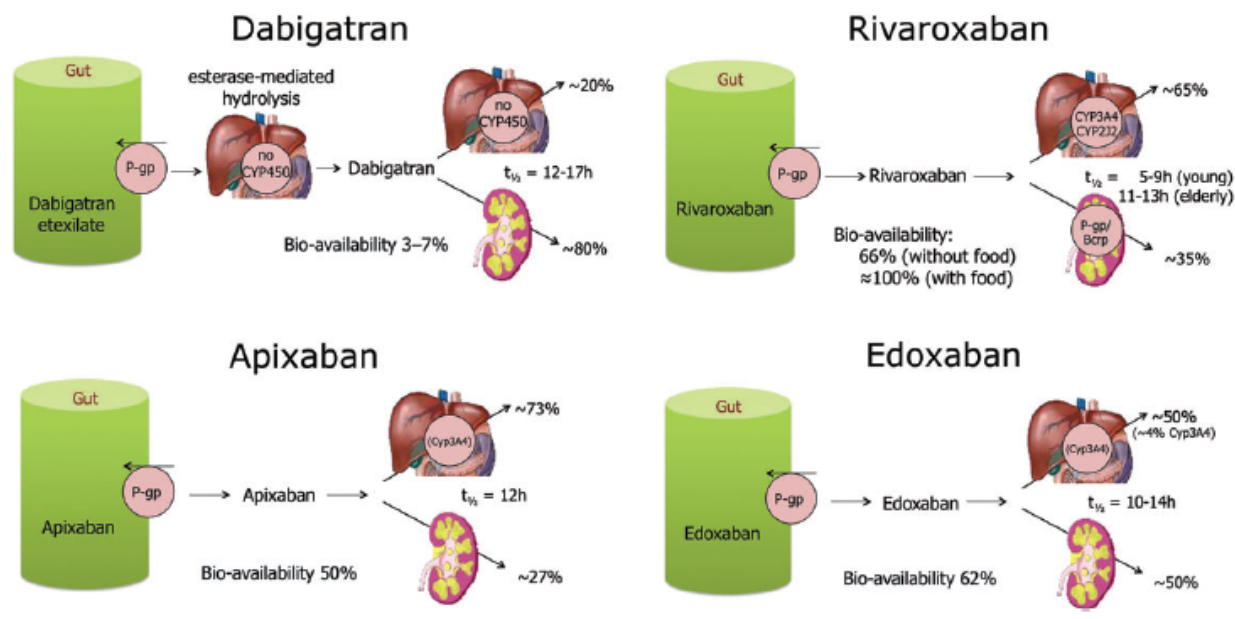 Dabigatran
Gut
esterase-mediated
hydrolysis
P-gp
no
CYP450
Dabigatran
no
CYP450
~20%
t½ = 12-17h
Dabigatran
etexilate
Bio-availability 3–7%
~80%
Rivaroxaban
Gut
P-gp
Rivaroxaban
Rivaroxaban
CYP3A4
CYP2J2
~65%
t½ = 5-9h (young)
11-13h (elderly)
Bio-availability:
66% (without food)
≈100% (with food)
P-gp/
Bcrp
~35%
Apixaban
Gut
P-gp
Apixaban
Apixaban
(Cyp3A4)
~73%
t½ = 12h
Bio-availability 50%
~27%
Edoxaban
Gut
P-gp
Edoxaban
Edoxaban
(Cyp3A4)
~50%
(~4% Cyp3A4)
t½ = 10-14h
Bio-availability 62%
~50%